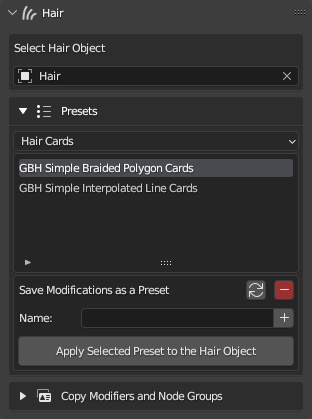 Hair
Select Hair Object
Hair
Presets
Hair Cards
GBH Simple Braided Polygon Cards
GBH Simple Interpolated Line Cards
Save Modifications as a Preset
Name:
Apply Selected Preset to the Hair Object
Copy Modifiers and Node Groups